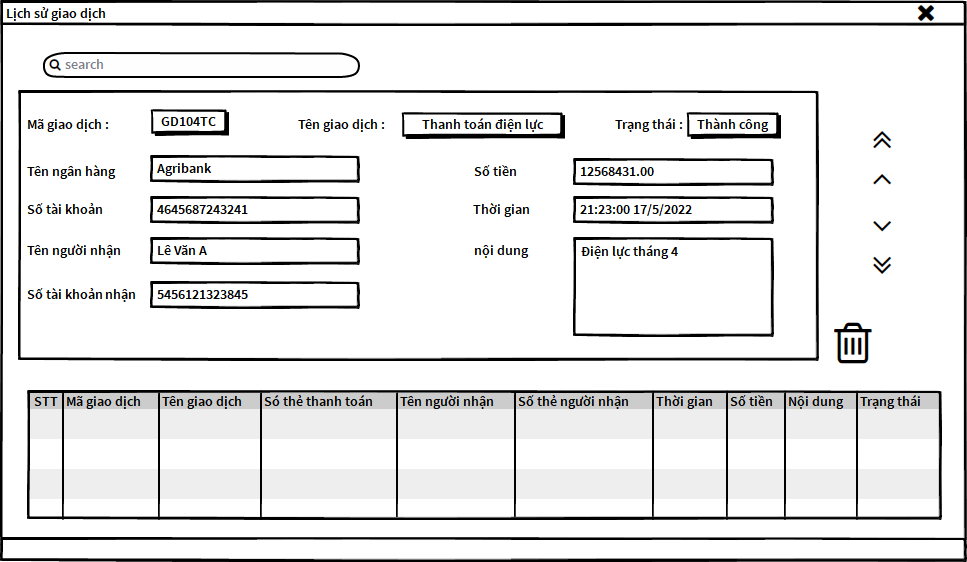 Lịch sử giao dịch
search
Mã giao dịch : GD104TC Tên giao dịch : Thanh toán điện lực Trạng thái : Thành công
Tên ngân hàng Agribank Số tiền 12568431.00
Số tài khoản 4645687243241 Thời gian 21:23:00 17/5/2022
Tên người nhận Lê Văn A nội dung Điện lực tháng 4
Số tài khoản nhận 5456121323845
STT Mã giao dịch Tên giao dịch Só thẻ thanh toán Tên người nhận Số thẻ người nhận Thời gian Số tiền Nội dung Trạng thái